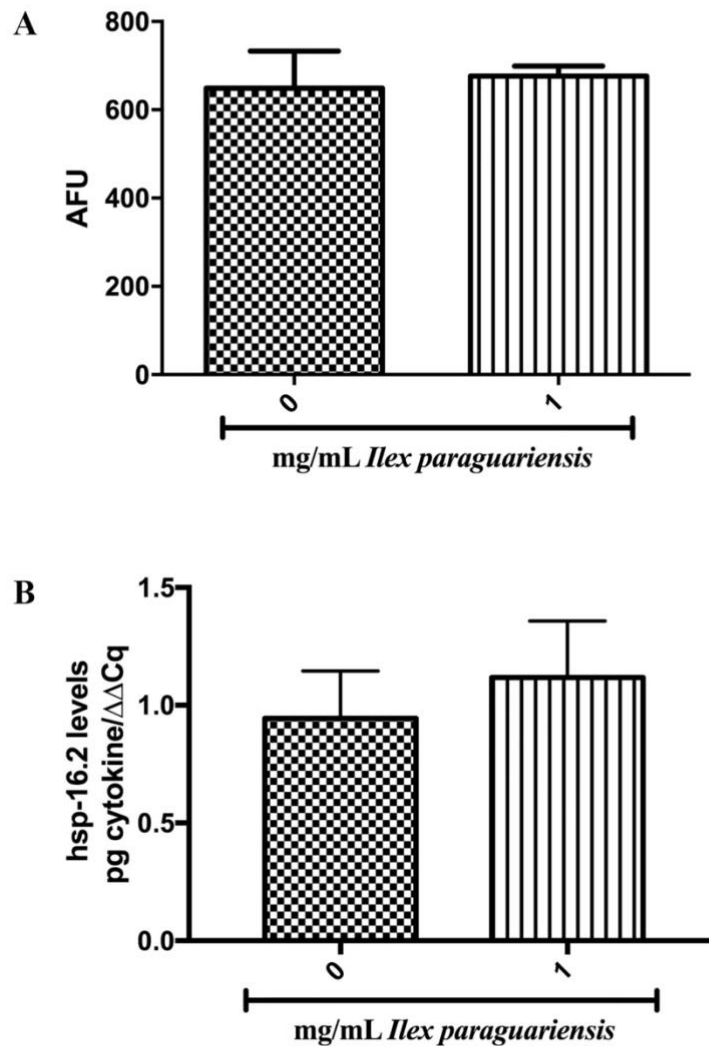 A
800
600
400
200
0
AFU
0
1
mg/mL Ilex paraguariensis
B
1.5
1.0
0.5
0.0
hsp-16.2 levels
pg cytokine/ΔΔCq
0
1
mg/mL Ilex paraguariensis